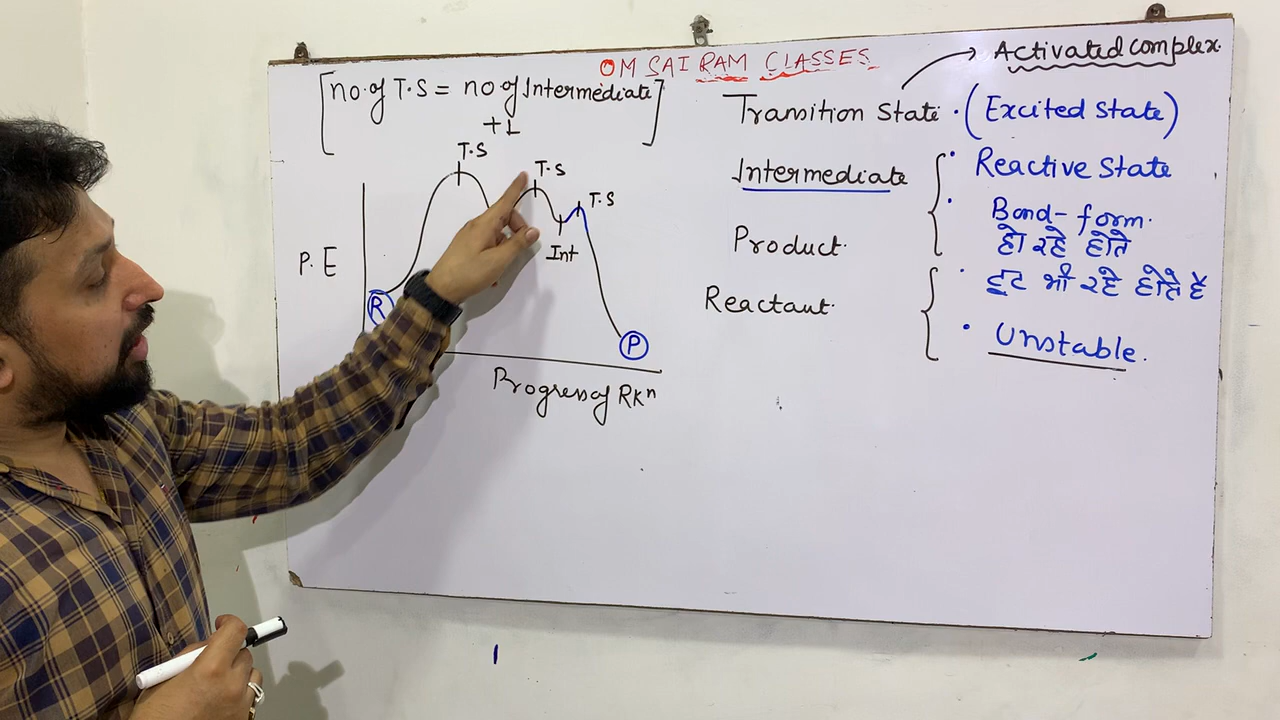 OM SAI RAM CLASSES
[no. of T.S = no of Intermediate
+1]
T.S
T.S
T.S
Int
P.E
R
P
Progress of Rxⁿ
Activated complex.
Transition State. (Excited State)
Intermediate
Product.
Reactant.
Reactive State
Bond-form.
हो रहे होते
टूट भी रहे होते हैं
Unstable.